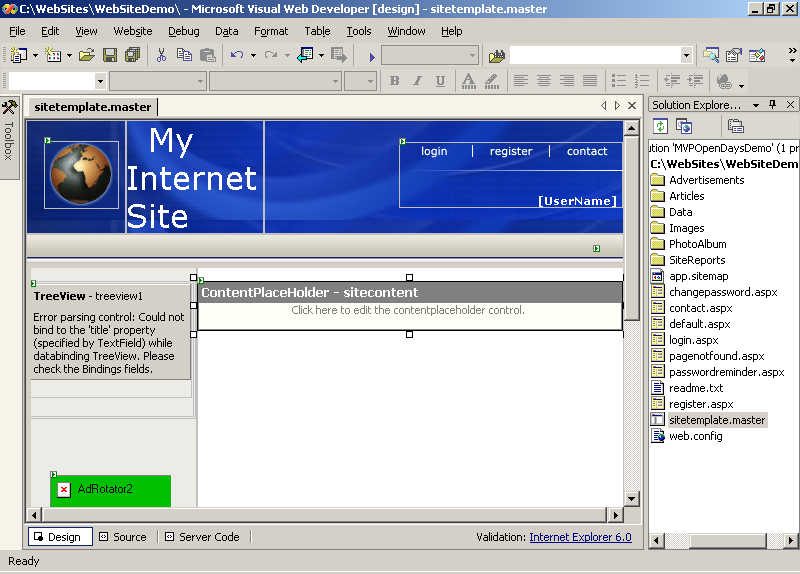 C:\WebSites\WebSiteDemo\ - Microsoft Visual Web Developer [design] - sitetemplate.master
File Edit View Website Debug Data Format Table Tools Window Help
B I U A
sitetemplate.master
Toolbox
My
Internet
Site
login | register | contact
[UserName]
TreeView - treeview1
Error parsing control: Could not
bind to the 'title' property
(specified by TextField) while
databinding TreeView. Please
check the Bindings fields.
ContentPlaceHolder - sitecontent
Click here to edit the contentplaceholder control.
AdRotator2
Design Source Server Code
Validation: Internet Explorer 6.0
Solution Explore...
ution 'MVPOpenDaysDemo' (1 pr
C:\WebSites\WebSiteDem
Advertisements
Articles
Data
Images
PhotoAlbum
SiteReports
app.sitemap
changepassword.aspx
contact.aspx
default.aspx
login.aspx
pagenotfound.aspx
passwordreminder.aspx
readme.txt
register.aspx
sitetemplate.master
web.config
Ready